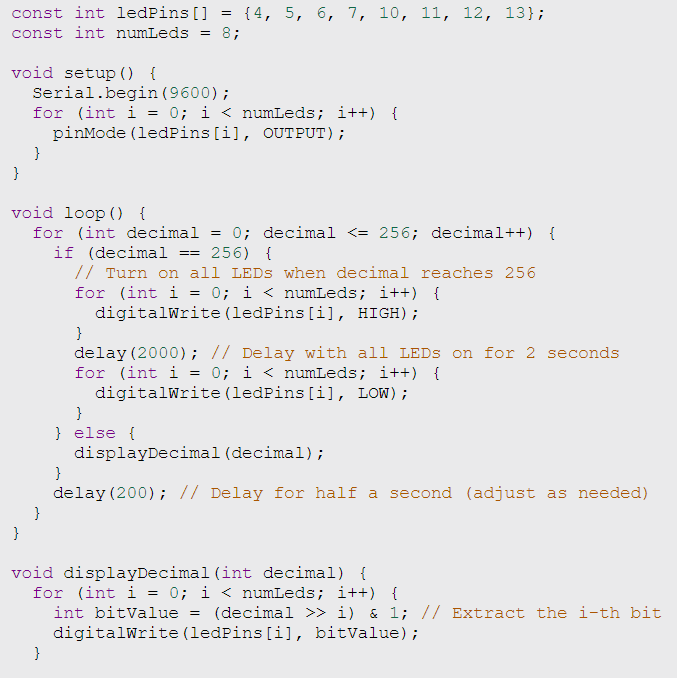 const int ledPins[] = {4, 5, 6, 7, 10, 11, 12, 13};
const int numLeds = 8;

void setup() {
  Serial.begin(9600);
  for (int i = 0; i < numLeds; i++) {
    pinMode(ledPins[i], OUTPUT);
  }
}

void loop() {
  for (int decimal = 0; decimal <= 256; decimal++) {
    if (decimal == 256) {
      // Turn on all LEDs when decimal reaches 256
      for (int i = 0; i < numLeds; i++) {
        digitalWrite(ledPins[i], HIGH);
      }
      delay(2000); // Delay with all LEDs on for 2 seconds
      for (int i = 0; i < numLeds; i++) {
        digitalWrite(ledPins[i], LOW);
      }
    } else {
      displayDecimal(decimal);
    }
    delay(200); // Delay for half a second (adjust as needed)
  }
}

void displayDecimal(int decimal) {
  for (int i = 0; i < numLeds; i++) {
    int bitValue = (decimal >> i) & 1; // Extract the i-th bit
    digitalWrite(ledPins[i], bitValue);
  }